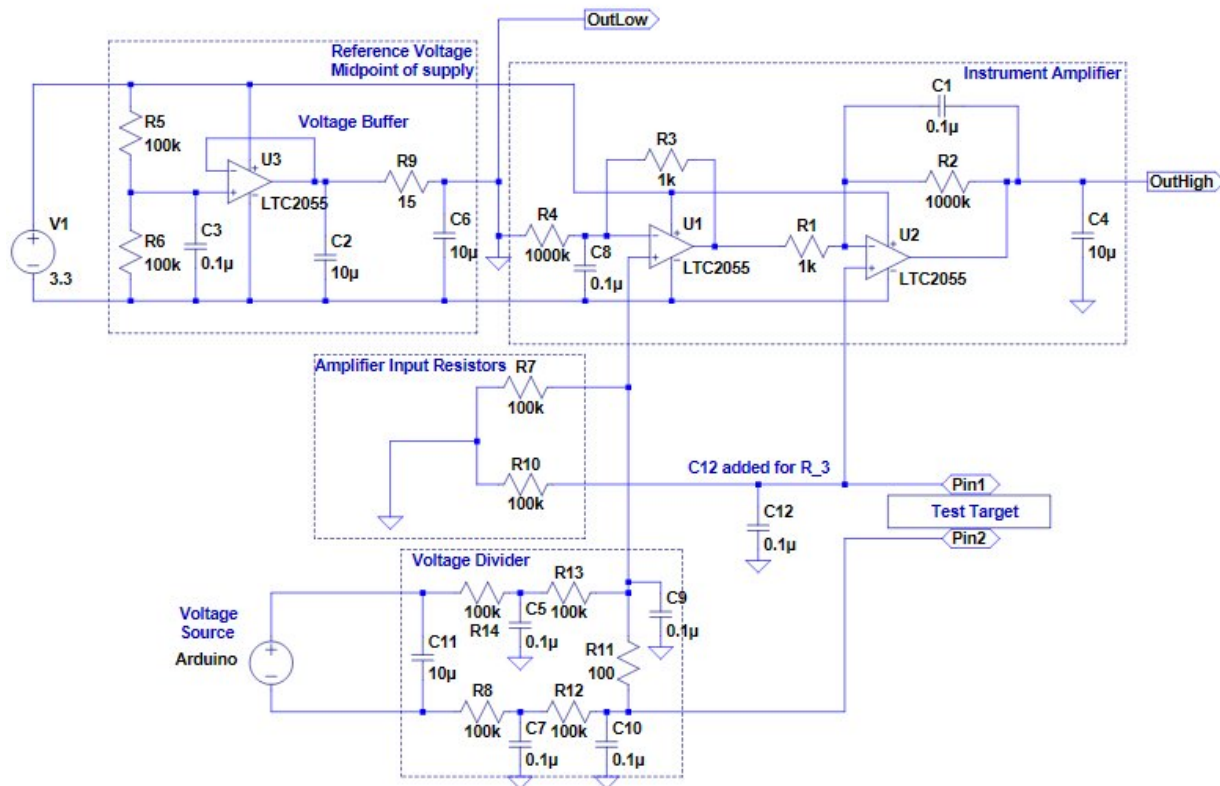 OutLow
Reference Voltage
Midpoint of supply
Instrument Amplifier
R5
100k
Voltage Buffer
U3
LTC2055
R9
15
C3
0.1µ
C2
10µ
C6
10µ
R6
100k
V1
3.3
R3
1k
R4
1000k
C8
0.1µ
U1
LTC2055
R1
1k
C1
0.1µ
R2
1000k
U2
LTC2055
OutHigh
C4
10µ
Amplifier Input Resistors
R7
100k
R10
100k
C12 added for R_3
C12
0.1µ
Pin1
Test Target
Pin2
Voltage Divider
Voltage
Source
Arduino
C11
10µ
100k
R14
C5
0.1µ
R13
100k
C9
0.1µ
R11
100
R8
100k
C7
0.1µ
R12
100k
C10
0.1µ